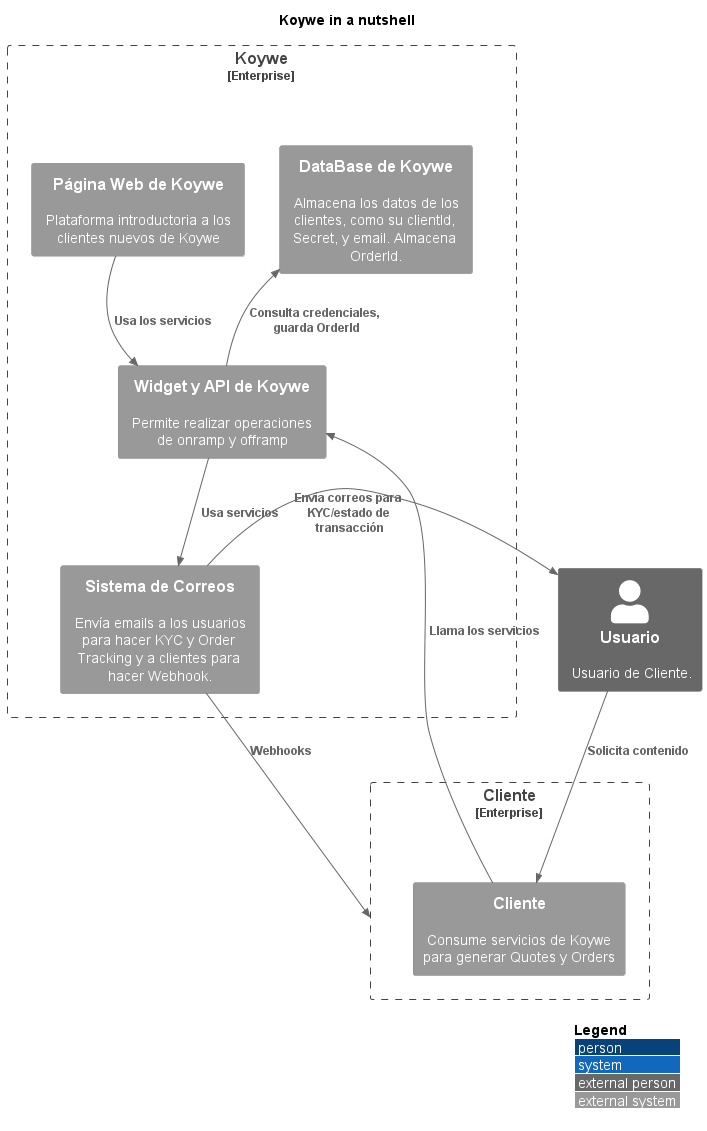 Koywe in a nutshell
Koywe
[Enterprise]
Página Web de Koywe
Plataforma introductoria a los
clientes nuevos de Koywe
DataBase de Koywe
Almacena los datos de los
clientes, como su clientId,
Secret, y email. Almacena
OrderId.
Usa los servicios
Consulta credenciales,
guarda OrderId
Widget y API de Koywe
Permite realizar operaciones
de onramp y offramp
Usa servicios
Envía correos para
KYC/estado de
transacción
Sistema de Correos
Envía emails a los usuarios
para hacer KYC y Order
Tracking y a clientes para
hacer Webhook.
Usuario
Usuario de Cliente.
Llama los servicios
Webhooks
Solicita contenido
Cliente
[Enterprise]
Cliente
Consume servicios de Koywe
para generar Quotes y Orders
Legend
person
system
external person
external system